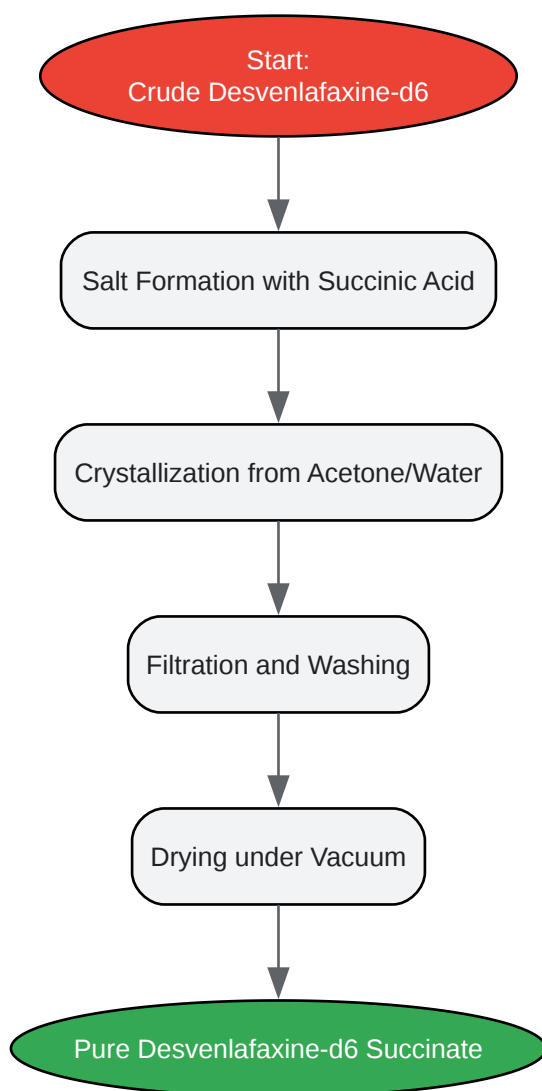 Start:
Crude Desvenlafaxine-d6
Salt Formation with Succinic Acid
Crystallization from Acetone/Water
Filtration and Washing
Drying under Vacuum
Pure Desvenlafaxine-d6 Succinate